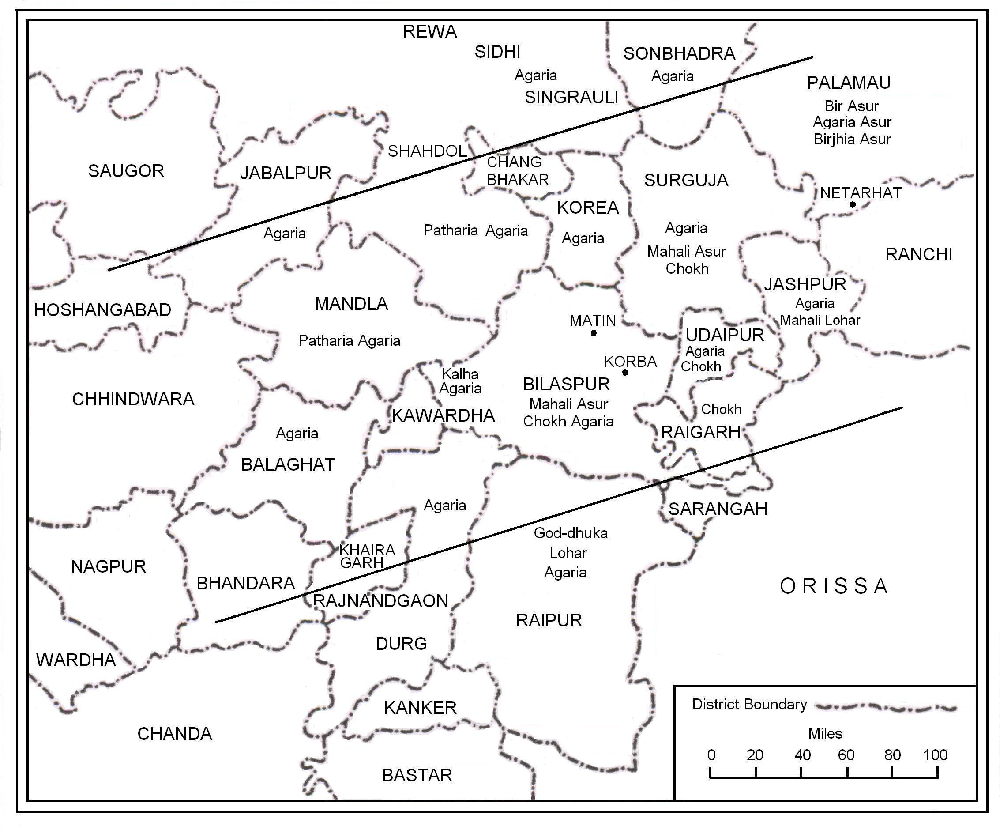 REWA
SIDHI
Agaria
SINGRAULI
SONBHADRA
Agaria
PALAMAU
Bir Asur
Agaria Asur
Birjhia Asur
SAUGOR
JABALPUR
Agaria
SHAHDOL
CHANG
BHAKAR
Patharia Agaria
KOREA
Agaria
SURGUJA
Agaria
Mahali Asur
Chokh
NETARHAT
RANCHI
JASHPUR
Agaria
Mahali Lohar
HOSHANGABAD
MANDLA
Patharia Agaria
MATIN
KORBA
UDAIPUR
Agaria
Chokh
CHHINDWARA
Kalha
Agaria
KAWARDHA
BILASPUR
Mahali Asur
Chokh Agaria
Chokh
RAIGARH
Agaria
BALAGHAT
Agaria
SARANGAH
God-dhuka
Lohar
Agaria
RAIPUR
NAGPUR
BHANDARA
KHAIRA
GARH
RAJNANDGAON
ORISSA
DURG
WARDHA
KANKER
CHANDA
BASTAR
District Boundary
Miles
0 20 40 60 80 100